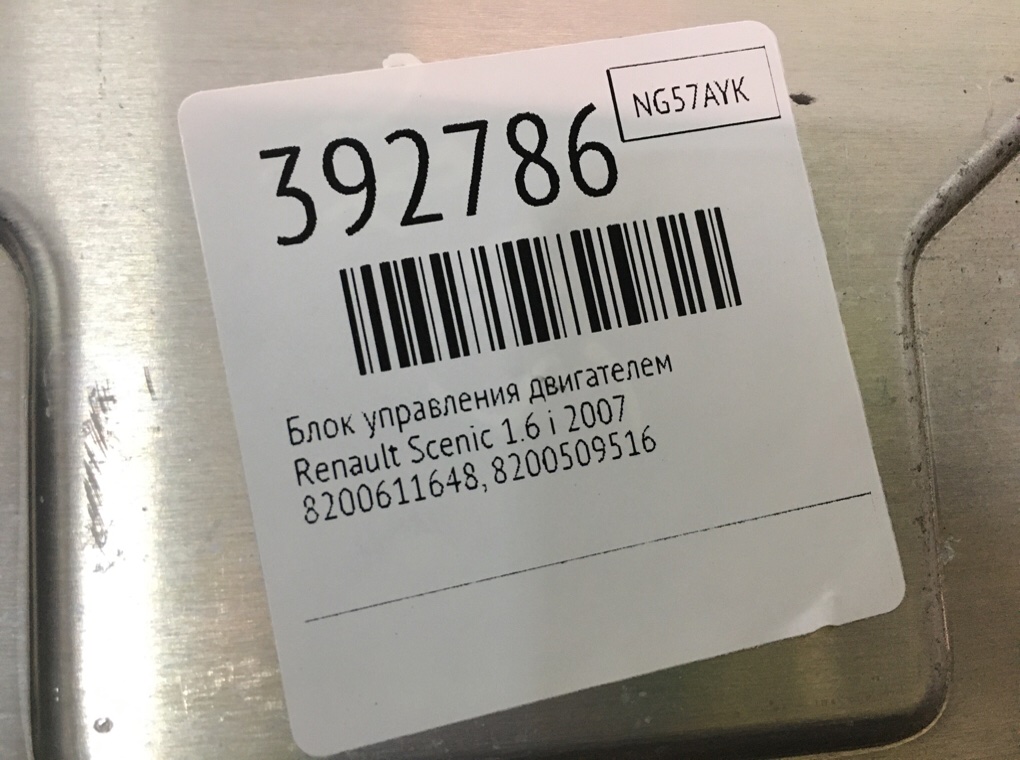 NG57AYK
392786
Блок управления двигателем
Renault Scenic 1.6 i 2007
8200611648, 8200509516